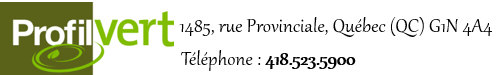 Profilvert
1485, rue Provinciale, Québec (QC) G1N 4A4
Téléphone : 418.523.5900